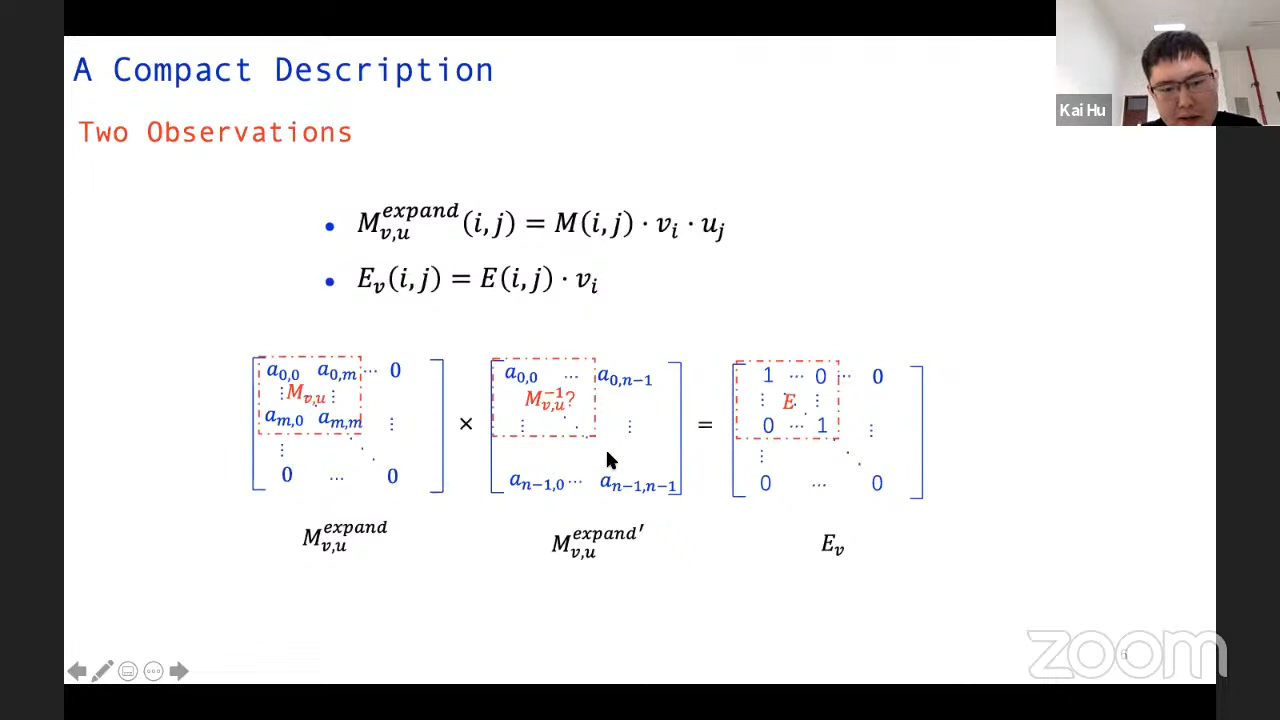 A Compact Description
Kai Hu
Two Observations
• M_{v,u}^{expand}(i,j) = M(i,j) · v_i · u_j
• E_v(i,j) = E(i,j) · v_i
a_{0,0} a_{0,m} ⋯ 0
⋮ M_{v,u} ⋮
a_{m,0} a_{m,m} ⋮
⋮ ⋱
0 ⋯ 0
×
a_{0,0} ⋯ a_{0,n−1}
M_{v,u}^{−1}?
⋮ ⋱ ⋮
a_{n−1,0} ⋯ a_{n−1,n−1}
=
1 ⋯ 0 ⋯ 0
⋮ E ⋮
0 ⋯ 1 ⋮
⋮ ⋱
0 ⋯ 0
M_{v,u}^{expand}
M_{v,u}^{expand′}
E_v
6
zoom